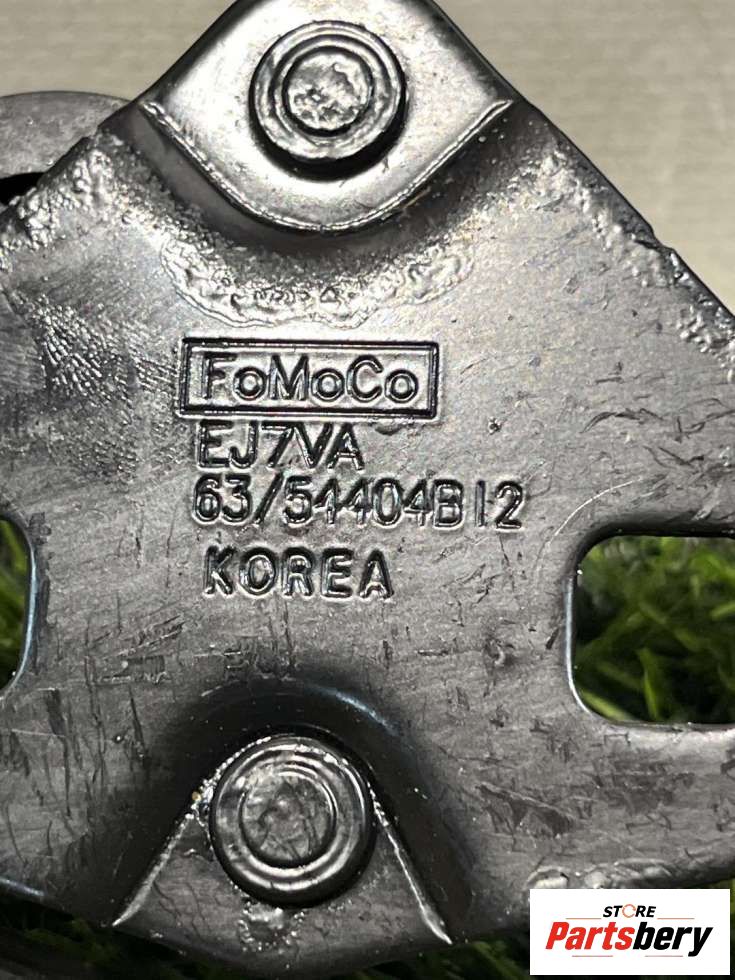 FoMoCo
EJ7VA
63/54404B12
KOREA
STORE
Partsbery